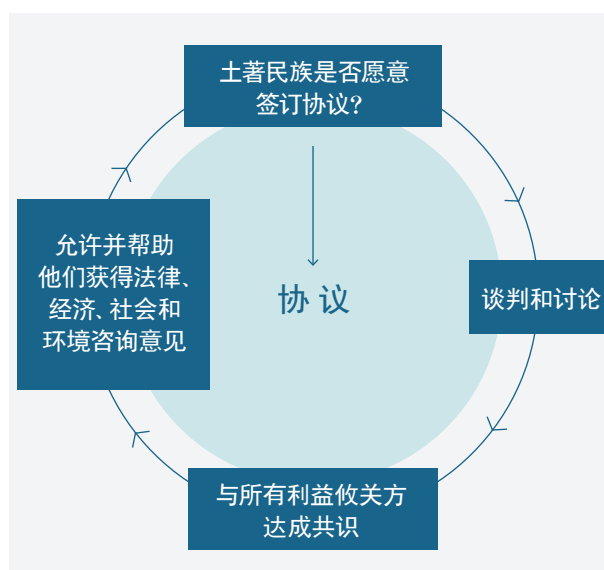 土著民族是否愿意
签订协议？
谈判和讨论
与所有利益攸关方
达成共识
允许并帮助
他们获得法律、
经济、社会和
环境咨询意见
协议